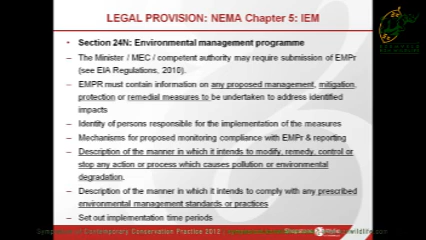 LEGAL PROVISION: NEMA Chapter 5: IEM
• Section 24N: Environmental management programme
– The Minister / MEC / competent authority may require submission of EMPr
(see EIA Regulations, 2010).
– EMPR must contain information on any proposed management, mitigation,
protection or remedial measures to be undertaken to address identified
impacts
– Identity of persons responsible for the implementation of the measures
– Mechanisms for proposed monitoring compliance with EMPr & reporting
– Description of the manner in which it intends to modify, remedy, control or
stop any action or process which causes pollution or environmental
degradation.
– Description of the manner in which it intends to comply with any prescribed
environmental management standards or practices
– Set out implementation time periods
Contemporary Conservation Practice 2012